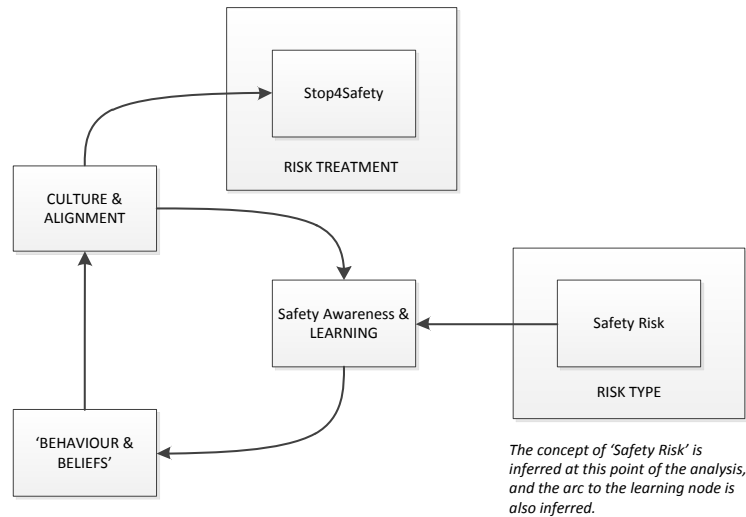 Stop4Safety
RISK TREATMENT
CULTURE &
ALIGNMENT
Safety Awareness &
LEARNING
Safety Risk
RISK TYPE
‘BEHAVIOUR &
BELIEFS’
The concept of ‘Safety Risk’ is
inferred at this point of the analysis,
and the arc to the learning node is
also inferred.